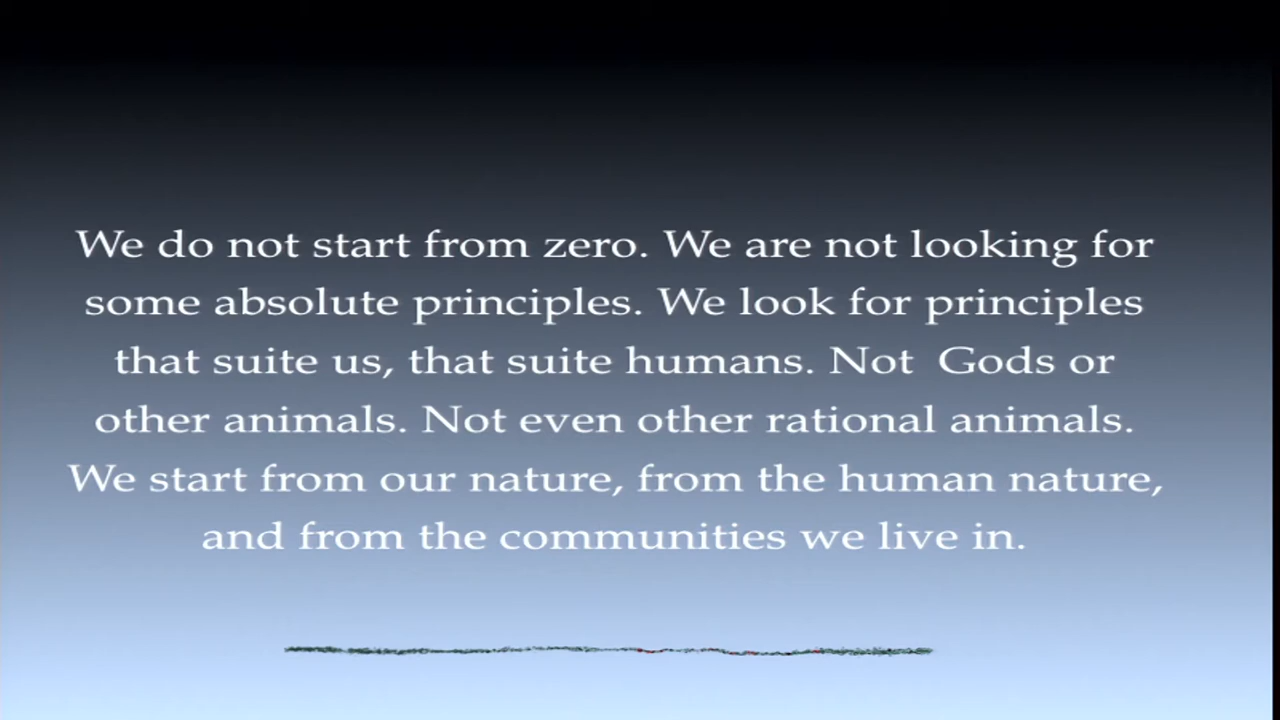 We do not start from zero. We are not looking for
some absolute principles. We look for principles
that suite us, that suite humans. Not Gods or
other animals. Not even other rational animals.
We start from our nature, from the human nature,
and from the communities we live in.